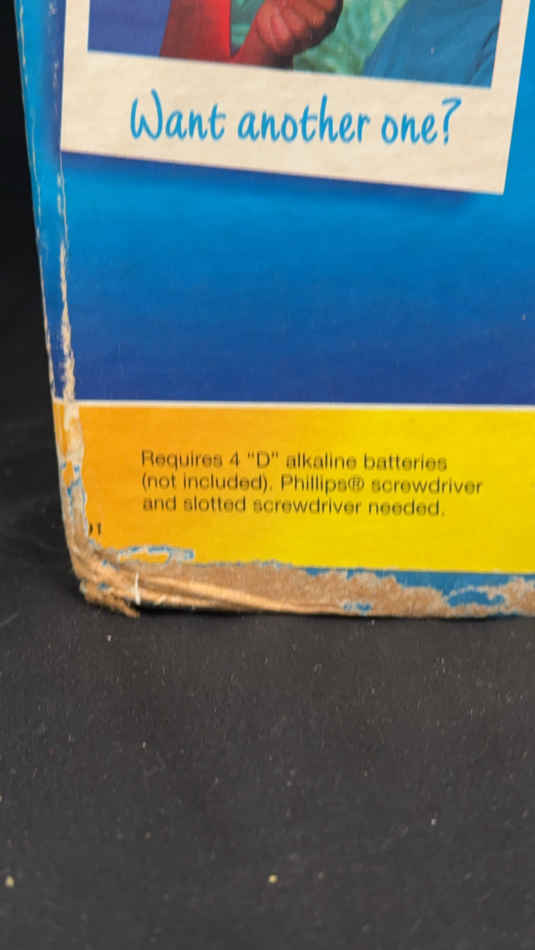 Want another one?
Requires 4 "D" alkaline batteries
(not included). Phillips® screwdriver
and slotted screwdriver needed.